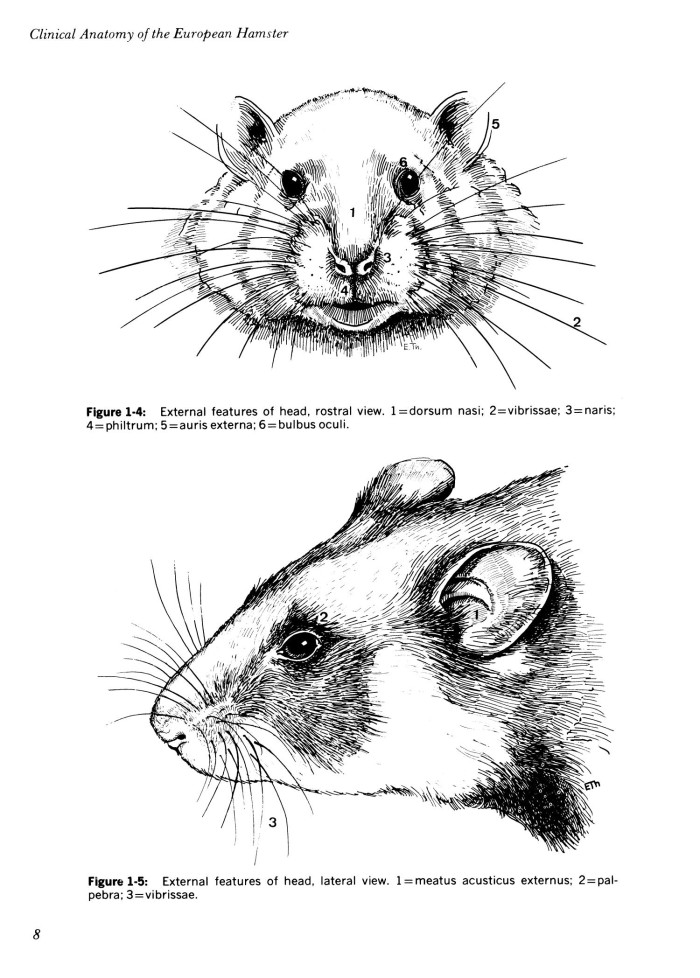 Clinical Anatomy of the European Hamster
5
6
1
3
4
2
E.Tn.
Figure 1-4: External features of head, rostral view. 1=dorsum nasi; 2=vibrissae; 3=naris;
4=philtrum; 5=auris externa; 6=bulbus oculi.
1
2
ETn
3
Figure 1-5: External features of head, lateral view. 1=meatus acusticus externus; 2=pal-
pebra; 3=vibrissae.
8